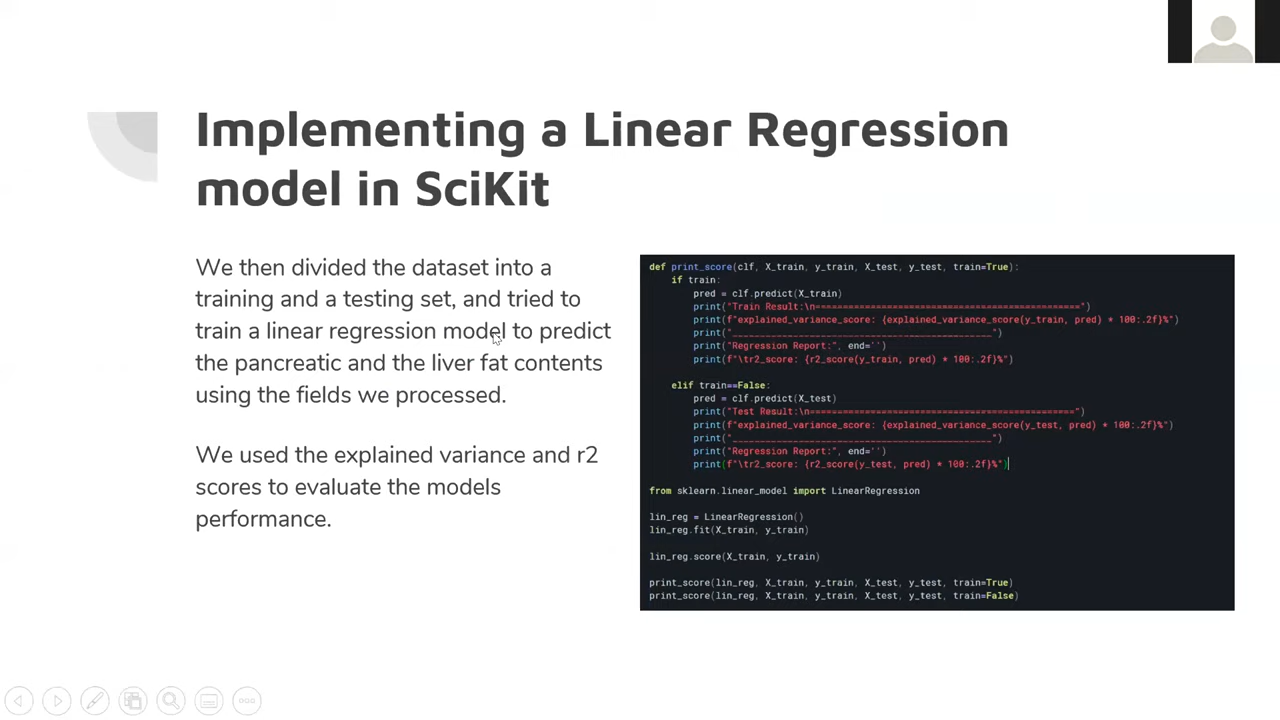 Implementing a Linear Regression
model in SciKit
We then divided the dataset into a
training and a testing set, and tried to
train a linear regression model to predict
the pancreatic and the liver fat contents
using the fields we processed.
We used the explained variance and r2
scores to evaluate the models
performance.
def print_score(clf, X_train, y_train, X_test, y_test, train=True):
    if train:
        pred = clf.predict(X_train)
        print("Train Result:\n================================================")
        print(f"explained_variance_score: {explained_variance_score(y_train, pred) * 100:.2f}%")
        print("_______________________________________________")
        print("Regression Report:", end='')
        print(f"\tr2_score: {r2_score(y_train, pred) * 100:.2f}%")
    elif train==False:
        pred = clf.predict(X_test)
        print("Test Result:\n================================================")
        print(f"explained_variance_score: {explained_variance_score(y_test, pred) * 100:.2f}%")
        print("_______________________________________________")
        print("Regression Report:", end='')
        print(f"\tr2_score: {r2_score(y_test, pred) * 100:.2f}%")
from sklearn.linear_model import LinearRegression
lin_reg = LinearRegression()
lin_reg.fit(X_train, y_train)
lin_reg.score(X_train, y_train)
print_score(lin_reg, X_train, y_train, X_test, y_test, train=True)
print_score(lin_reg, X_train, y_train, X_test, y_test, train=False)